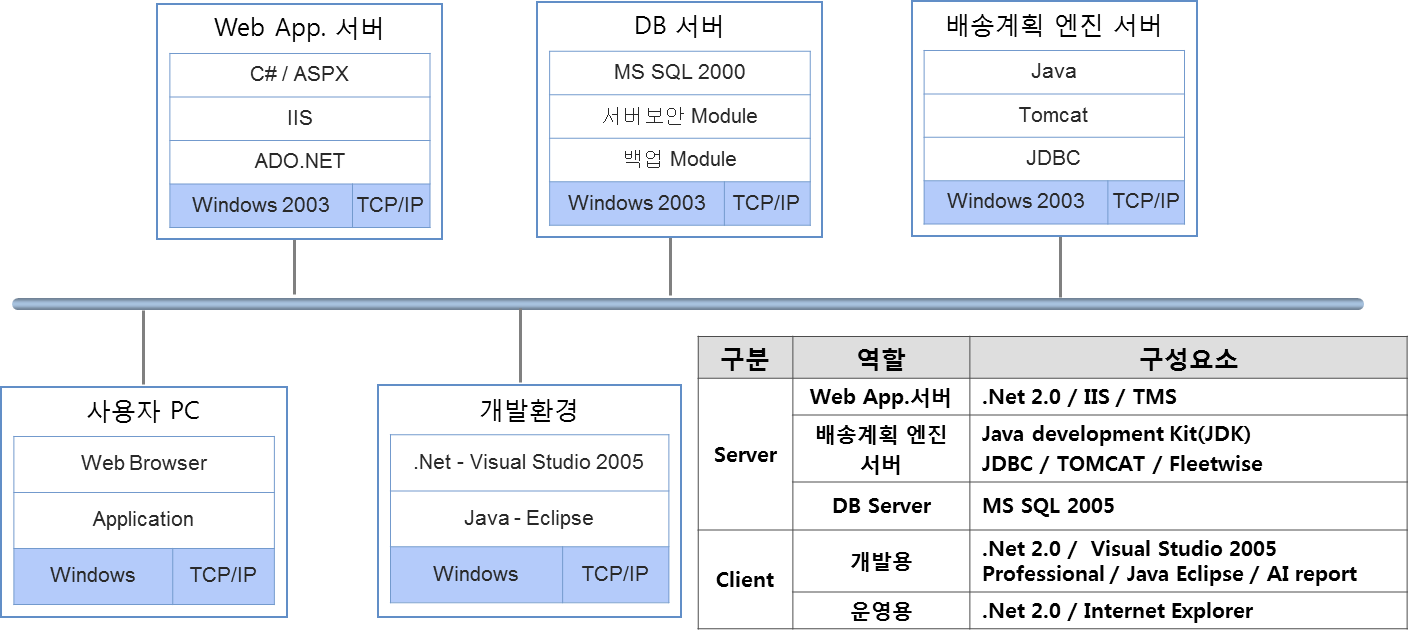 Web App. 서버
C# / ASPX
IIS
ADO.NET
Windows 2003 TCP/IP
DB 서버
MS SQL 2000
서버보안 Module
백업 Module
Windows 2003 TCP/IP
배송계획 엔진 서버
Java
Tomcat
JDBC
Windows 2003 TCP/IP
사용자 PC
Web Browser
Application
Windows TCP/IP
개발환경
.Net - Visual Studio 2005
Java - Eclipse
Windows TCP/IP
구분 역할 구성요소
Server
Web App.서버 .Net 2.0 / IIS / TMS
배송계획 엔진
서버
Java development Kit(JDK)
JDBC / TOMCAT / Fleetwise
DB Server MS SQL 2005
Client
개발용
.Net 2.0 / Visual Studio 2005
Professional / Java Eclipse / AI report
운영용 .Net 2.0 / Internet Explorer